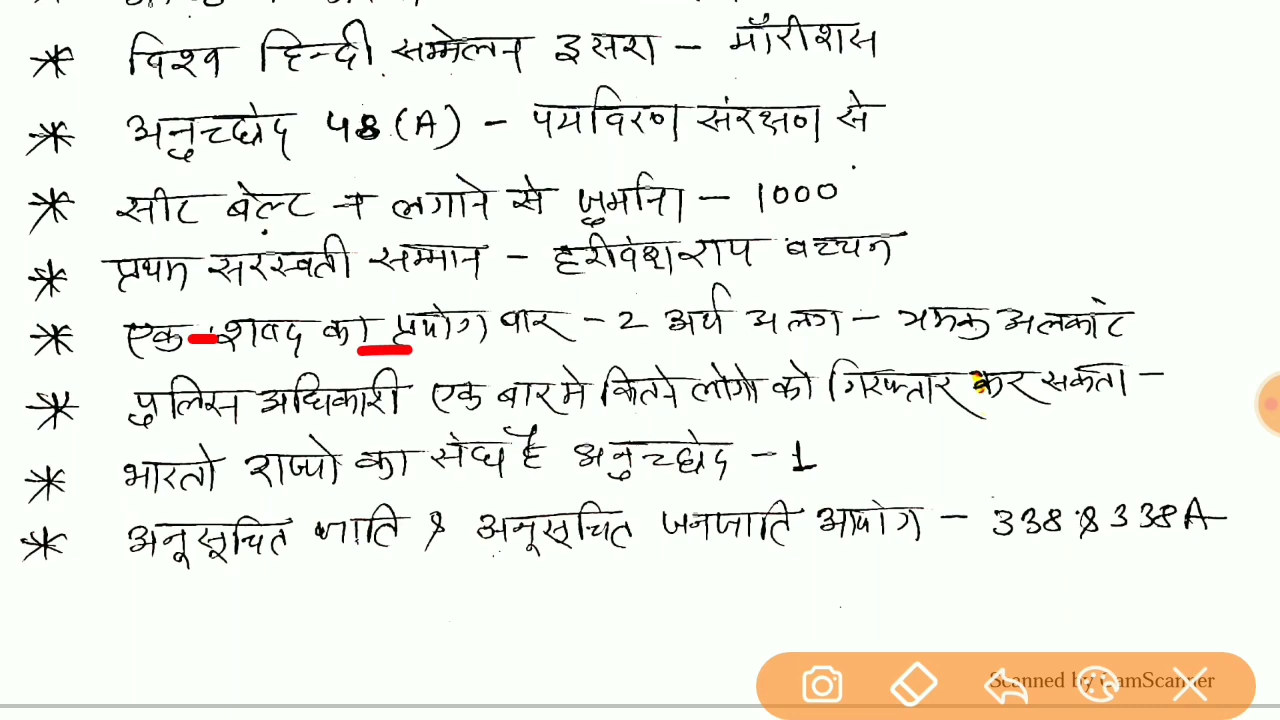 * विश्व हिन्दी सम्मेलन दुसरा - मॉरीशस
* अनुच्छेद 48 (A) - पर्यावरण संरक्षण से
* सीट बेल्ट न लगाने से जुर्माना - 1000
* प्रथम सरस्वती सम्मान - हरीवंशराय बच्चन
* एक शब्द का प्रयोग बार - 2 अर्थ अलग - यमक अलंकार
* पुलिस अधिकारी एक बार मे कितने लोगो को गिरफ्तार कर सकता -
* भारतो राज्यो का संघ है अनुच्छेद - 1
* अनूसूचित जाति & अनूसूचित जनजाति आयोग - 338 & 338A
Scanned by CamScanner